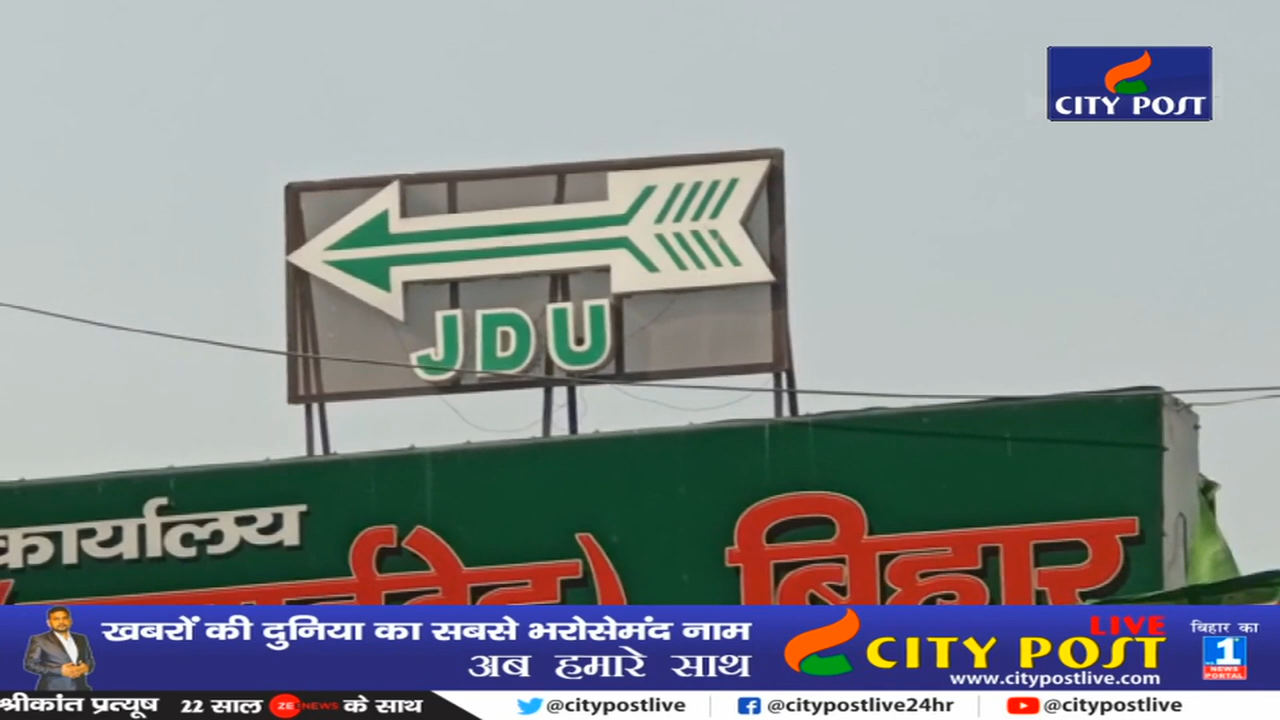 CITY POST
JDU
कार्यालय
बिहार
खबरों की दुनिया का सबसे भरोसेमंद नाम
अब हमारे साथ
LIVE
CITY POST
www.citypostlive.com
बिहार का
No. 1
NEWS PORTAL
श्रीकांत प्रत्यूष 22 साल ZEE NEWS के साथ
@citypostlive
@citypostlive24hr
@citypostlive